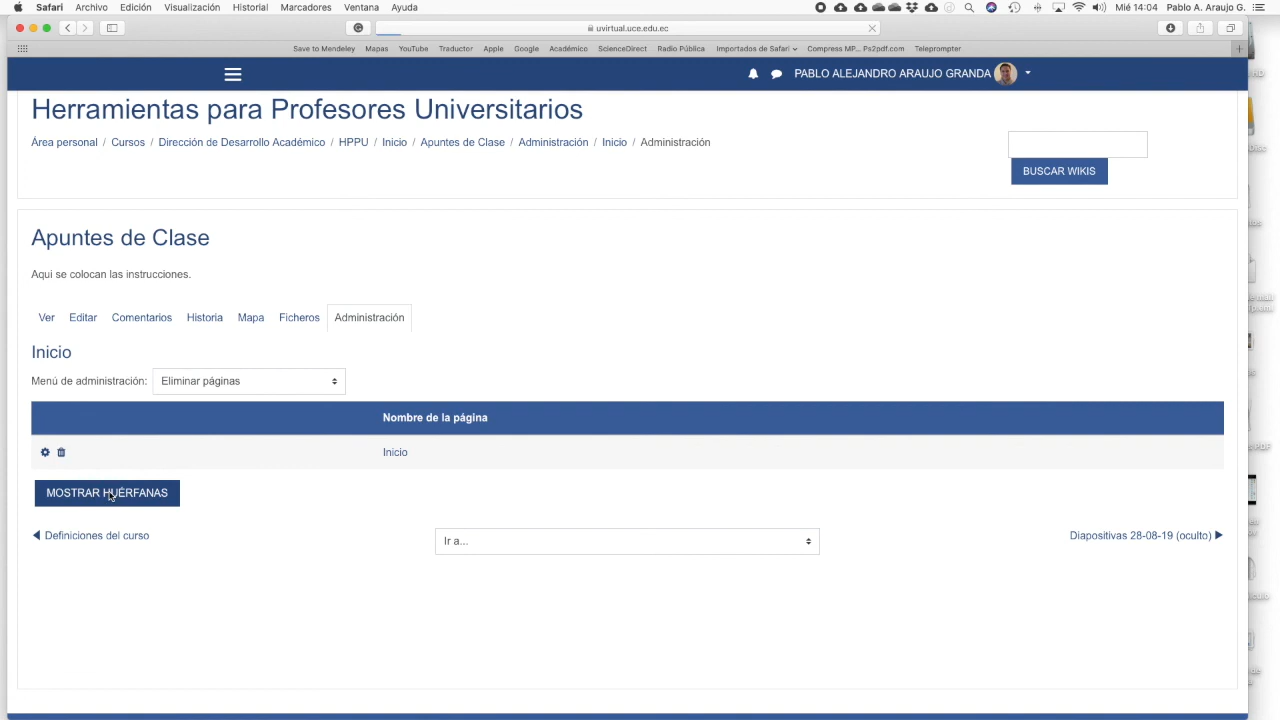 Safari Archivo Edición Visualización Historial Marcadores Ventana Ayuda Mié 14:04 Pablo A. Araujo G.
uvirtual.uce.edu.ec
Save to Mendeley Mapas YouTube Traductor Apple Google Académico ScienceDirect Radio Pública Importados de Safari Compress MP... Ps2pdf.com Teleprompter
PABLO ALEJANDRO ARAUJO GRANDA
Herramientas para Profesores Universitarios
Área personal / Cursos / Dirección de Desarrollo Académico / HPPU / Inicio / Apuntes de Clase / Administración / Inicio / Administración
BUSCAR WIKIS
Apuntes de Clase
Aqui se colocan las instrucciones.
Ver Editar Comentarios Historia Mapa Ficheros Administración
Inicio
Menú de administración: Eliminar páginas
Nombre de la página
Inicio
MOSTRAR HUÉRFANAS
Definiciones del curso
Ir a...
Diapositivas 28-08-19 (oculto)